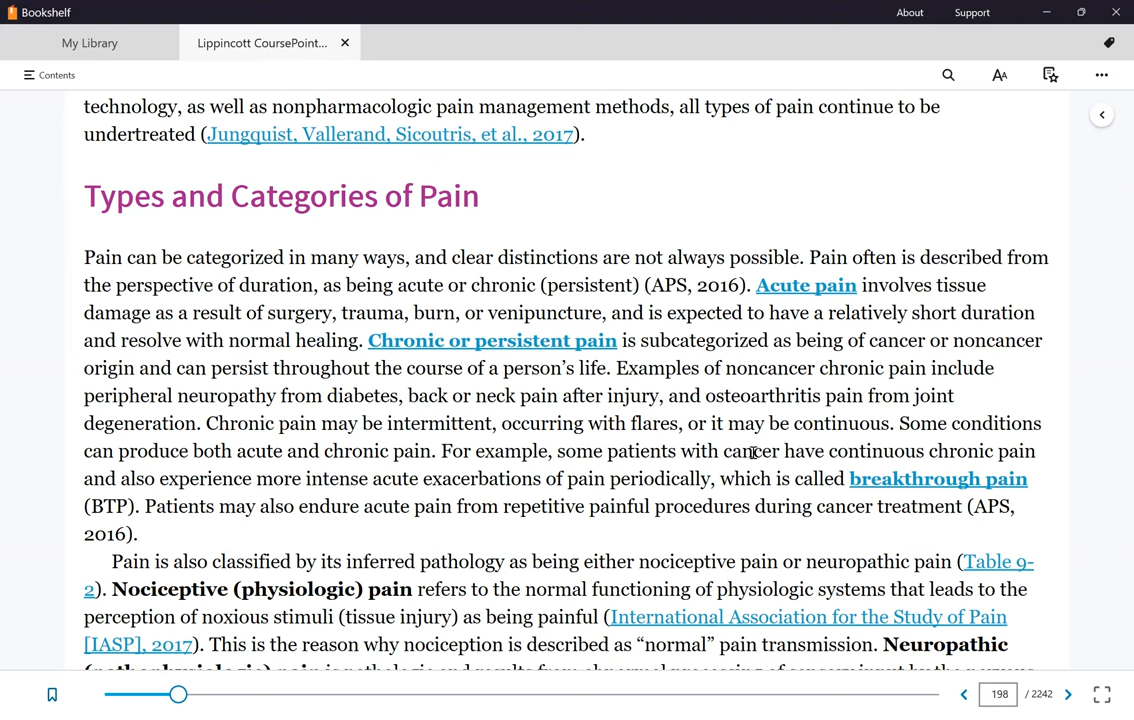 Bookshelf
About
Support
My Library
Lippincott CoursePoint...
Contents
technology, as well as nonpharmacologic pain management methods, all types of pain continue to be
undertreated (Jungquist, Vallerand, Sicoutris, et al., 2017).
Types and Categories of Pain
Pain can be categorized in many ways, and clear distinctions are not always possible. Pain often is described from
the perspective of duration, as being acute or chronic (persistent) (APS, 2016). Acute pain involves tissue
damage as a result of surgery, trauma, burn, or venipuncture, and is expected to have a relatively short duration
and resolve with normal healing. Chronic or persistent pain is subcategorized as being of cancer or noncancer
origin and can persist throughout the course of a person’s life. Examples of noncancer chronic pain include
peripheral neuropathy from diabetes, back or neck pain after injury, and osteoarthritis pain from joint
degeneration. Chronic pain may be intermittent, occurring with flares, or it may be continuous. Some conditions
can produce both acute and chronic pain. For example, some patients with cancer have continuous chronic pain
and also experience more intense acute exacerbations of pain periodically, which is called breakthrough pain
(BTP). Patients may also endure acute pain from repetitive painful procedures during cancer treatment (APS,
2016).
Pain is also classified by its inferred pathology as being either nociceptive pain or neuropathic pain (Table 9-
2). Nociceptive (physiologic) pain refers to the normal functioning of physiologic systems that leads to the
perception of noxious stimuli (tissue injury) as being painful (International Association for the Study of Pain
[IASP], 2017). This is the reason why nociception is described as “normal” pain transmission. Neuropathic
198 / 2242